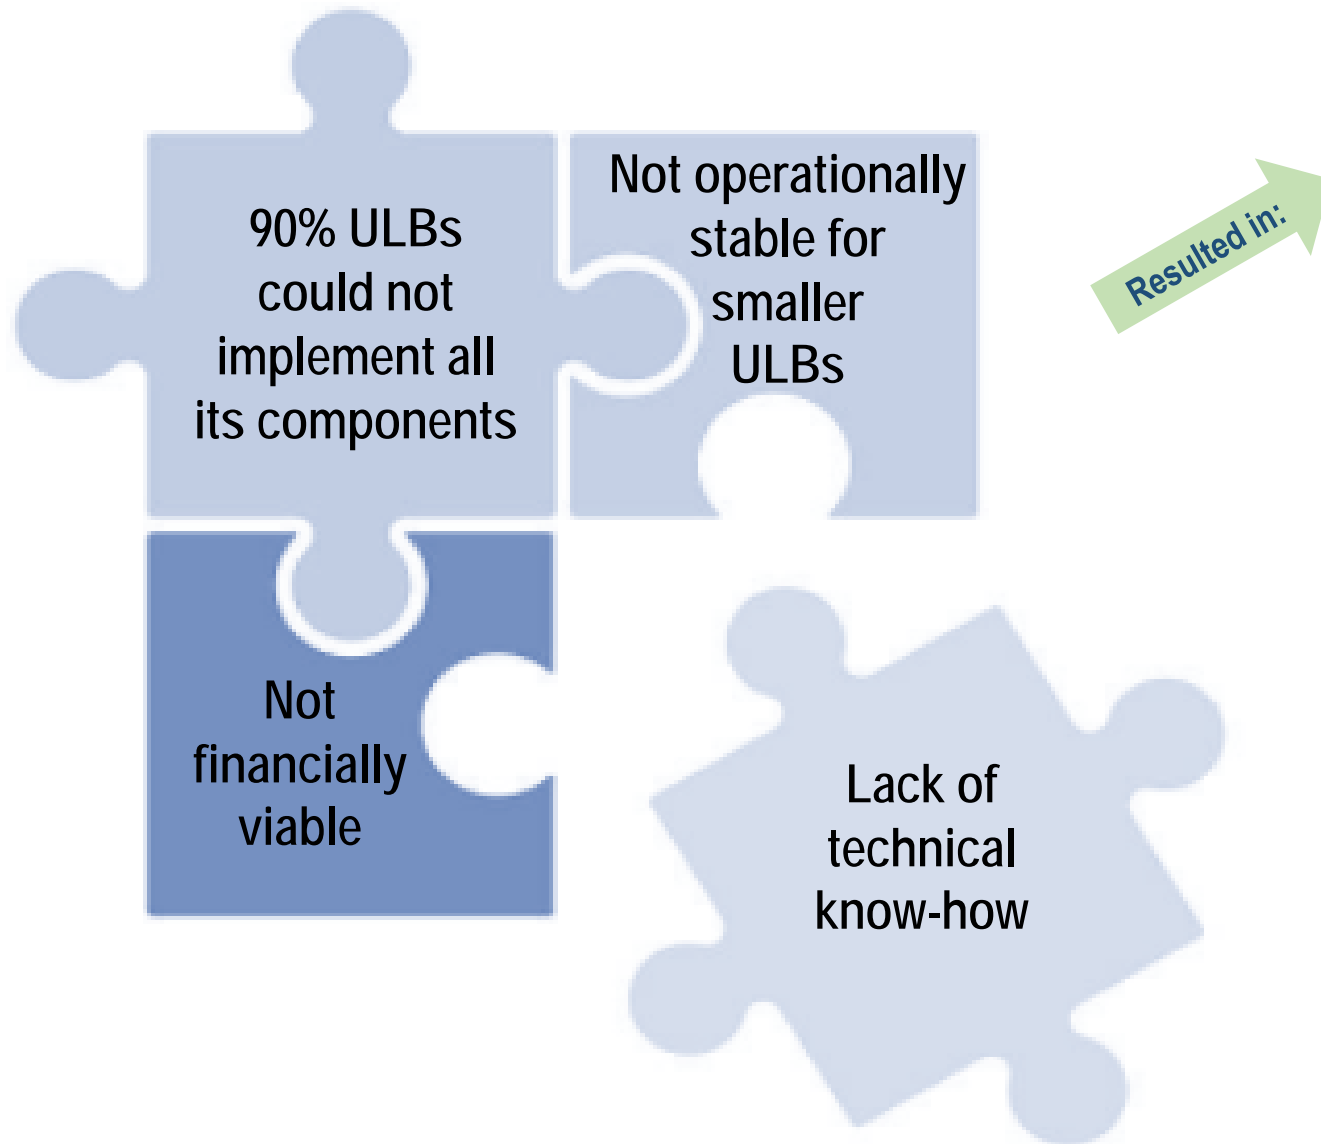 90% ULBs
could not
implement all
its components
Not operationally
stable for
smaller
ULBs
Resulted in:
Not
financially
viable
Lack of
technical
know-how